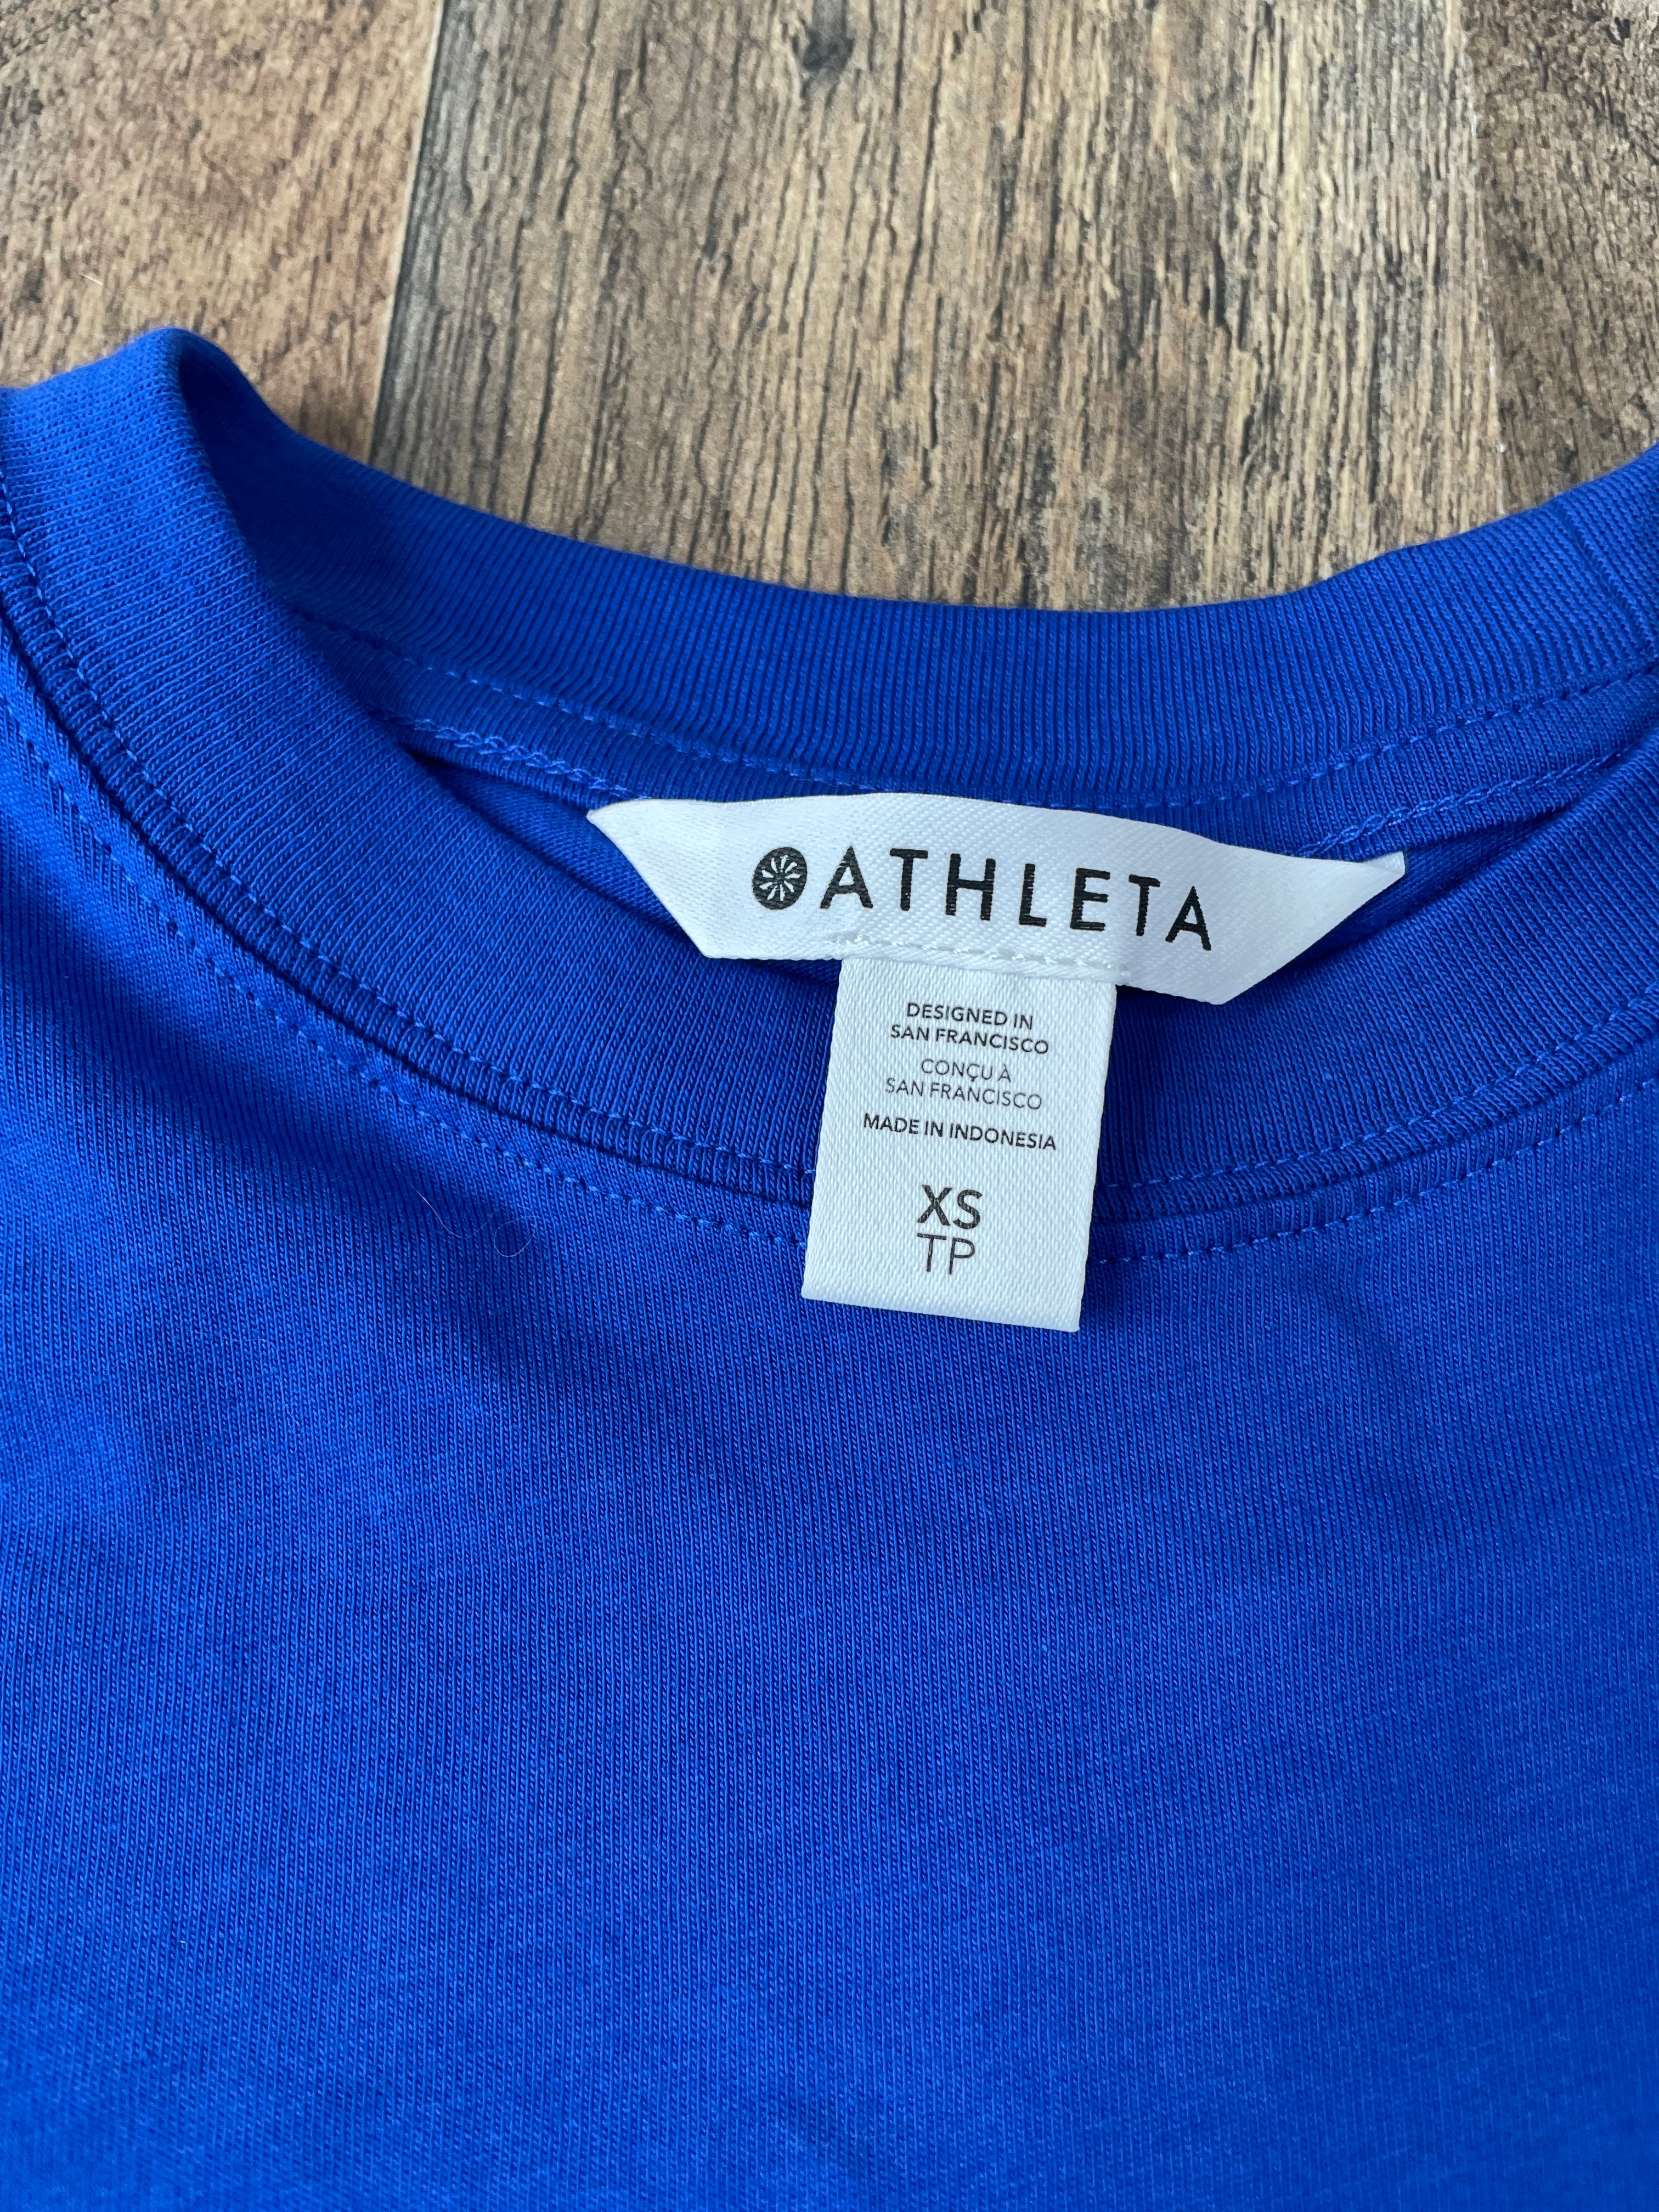 ATHLETA
DESIGNED IN
SAN FRANCISCO
CONÇU À
SAN FRANCISCO
MADE IN INDONESIA
XS
TP